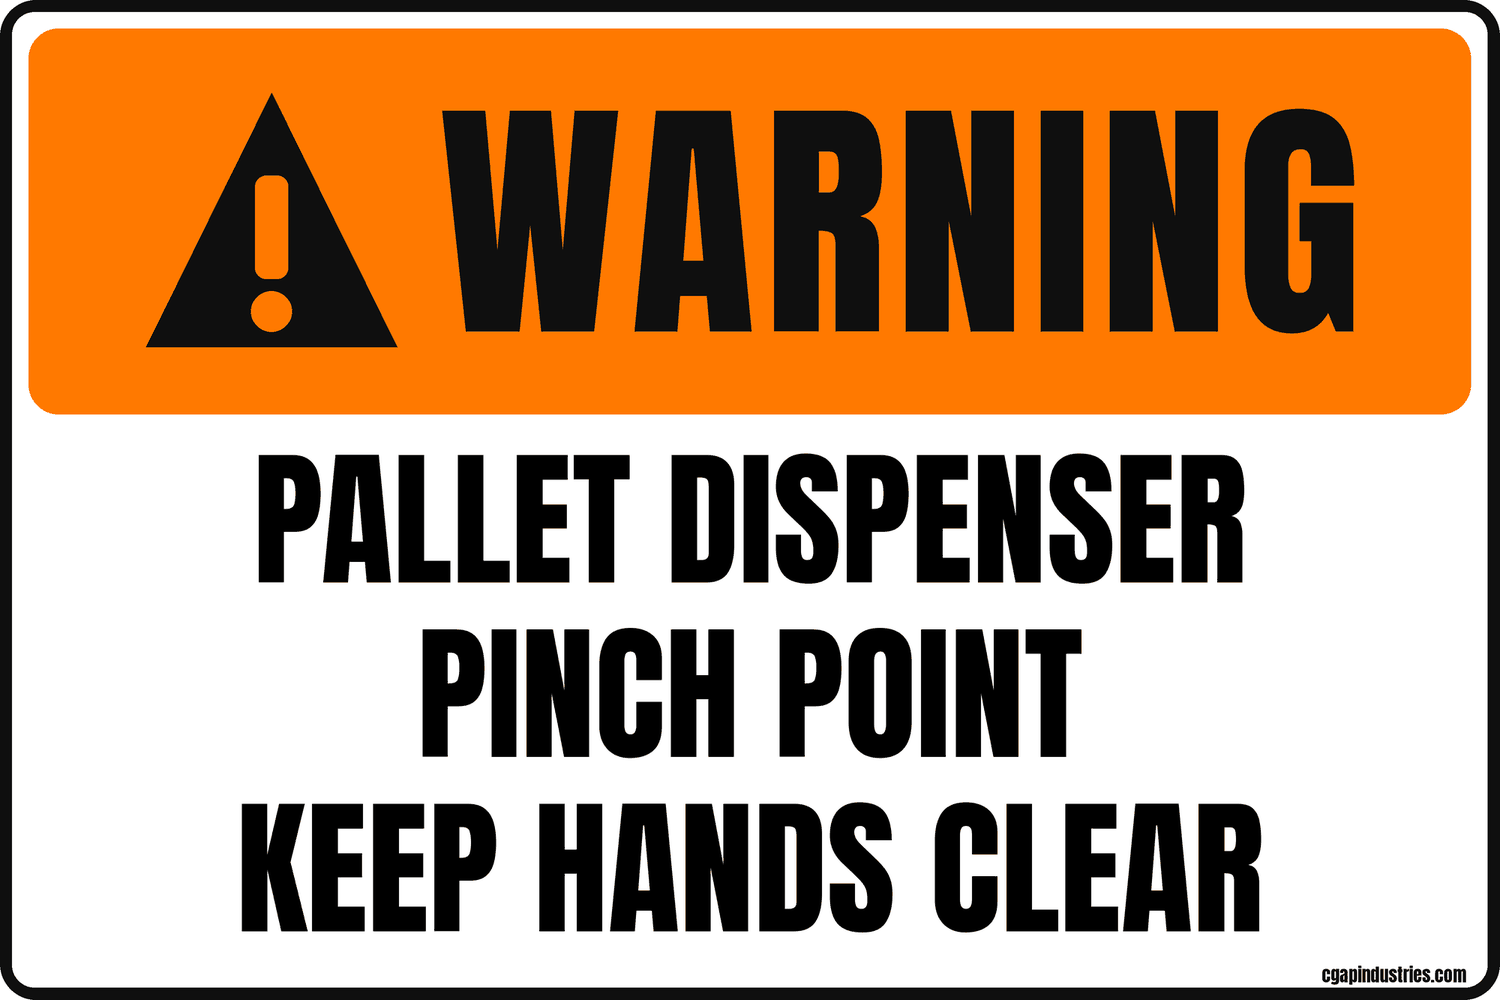 WARNING
PALLET DISPENSER
PINCH POINT
KEEP HANDS CLEAR
cgapindustries.com